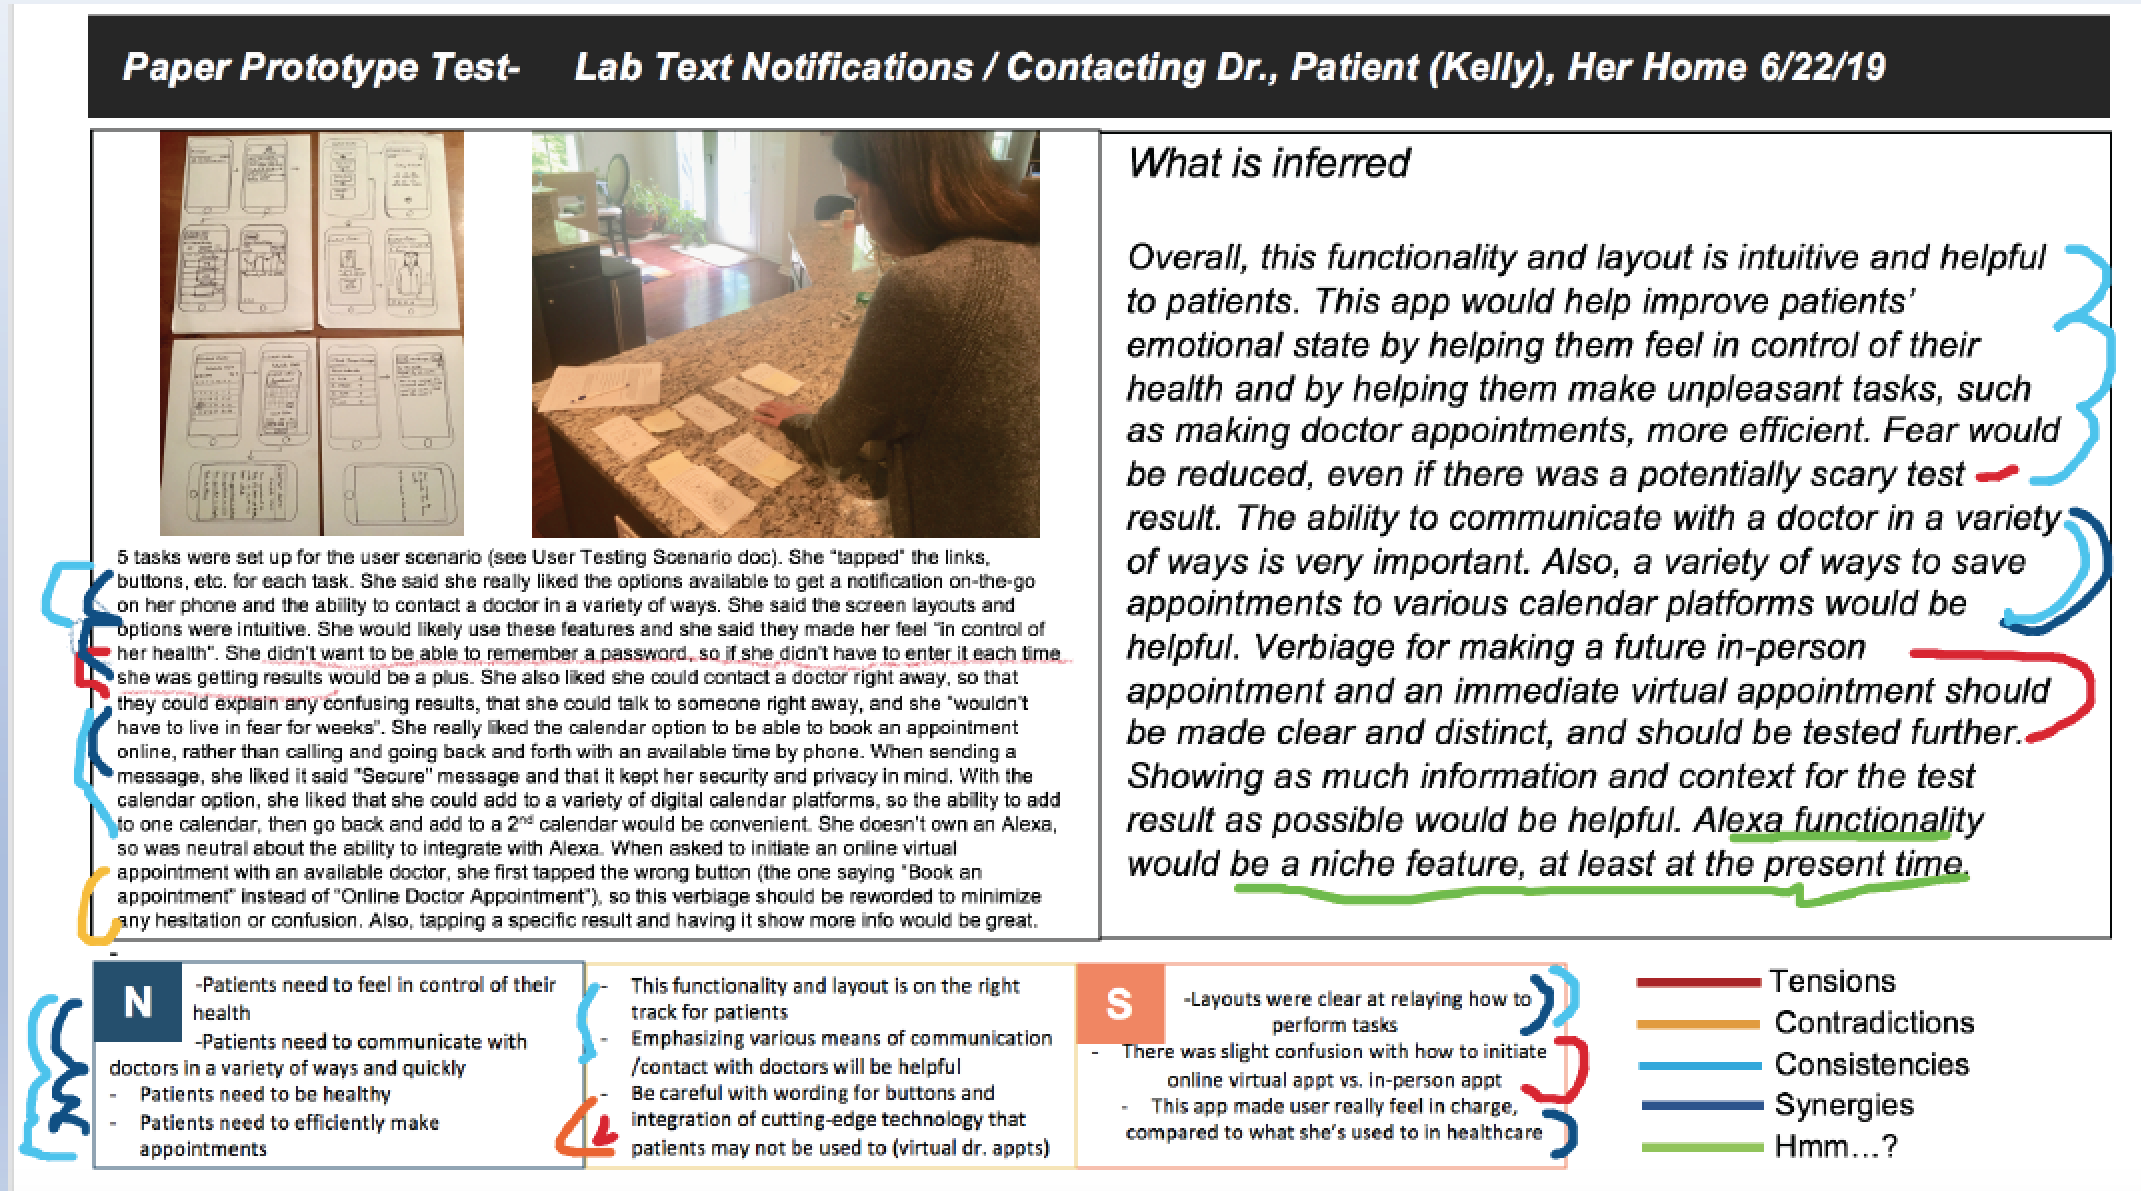 Paper Prototype Test- Lab Text Notifications / Contacting Dr., Patient (Kelly), Her Home 6/22/19
5 tasks were set up for the user scenario (see User Testing Scenario doc). She “tapped” the links,
buttons, etc. for each task. She said she really liked the options available to get a notification on-the-go
on her phone and the ability to contact a doctor in a variety of ways. She said the screen layouts and
options were intuitive. She would likely use these features and she said they made her feel “in control of
her health”. She didn’t want to be able to remember a password, so if she didn’t have to enter it each time
she was getting results would be a plus. She also liked she could contact a doctor right away, so that
they could explain any confusing results, that she could talk to someone right away, and she “wouldn’t
have to live in fear for weeks”. She really liked the calendar option to be able to book an appointment
online, rather than calling and going back and forth with an available time by phone. When sending a
message, she liked it said “Secure” message and that it kept her security and privacy in mind. With the
calendar option, she liked that she could add to a variety of digital calendar platforms, so the ability to add
to one calendar, then go back and add to a 2nd calendar would be convenient. She doesn’t own an Alexa,
so was neutral about the ability to integrate with Alexa. When asked to initiate an online virtual
appointment with an available doctor, she first tapped the wrong button (the one saying “Book an
appointment” instead of “Online Doctor Appointment”), so this verbiage should be reworded to minimize
any hesitation or confusion. Also, tapping a specific result and having it show more info would be great.
-
What is inferred
Overall, this functionality and layout is intuitive and helpful
to patients. This app would help improve patients’
emotional state by helping them feel in control of their
health and by helping them make unpleasant tasks, such
as making doctor appointments, more efficient. Fear would
be reduced, even if there was a potentially scary test
result. The ability to communicate with a doctor in a variety
of ways is very important. Also, a variety of ways to save
appointments to various calendar platforms would be
helpful. Verbiage for making a future in-person
appointment and an immediate virtual appointment should
be made clear and distinct, and should be tested further.
Showing as much information and context for the test
result as possible would be helpful. Alexa functionality
would be a niche feature, at least at the present time.
N
-Patients need to feel in control of their
health
-Patients need to communicate with
doctors in a variety of ways and quickly
- Patients need to be healthy
- Patients need to efficiently make
appointments
- This functionality and layout is on the right
track for patients
- Emphasizing various means of communication
/contact with doctors will be helpful
- Be careful with wording for buttons and
integration of cutting-edge technology that
patients may not be used to (virtual dr. appts)
S
-Layouts were clear at relaying how to
perform tasks
- There was slight confusion with how to initiate
online virtual appt vs. in-person appt
- This app made user really feel in charge,
compared to what she’s used to in healthcare
Tensions
Contradictions
Consistencies
Synergies
Hmm…?